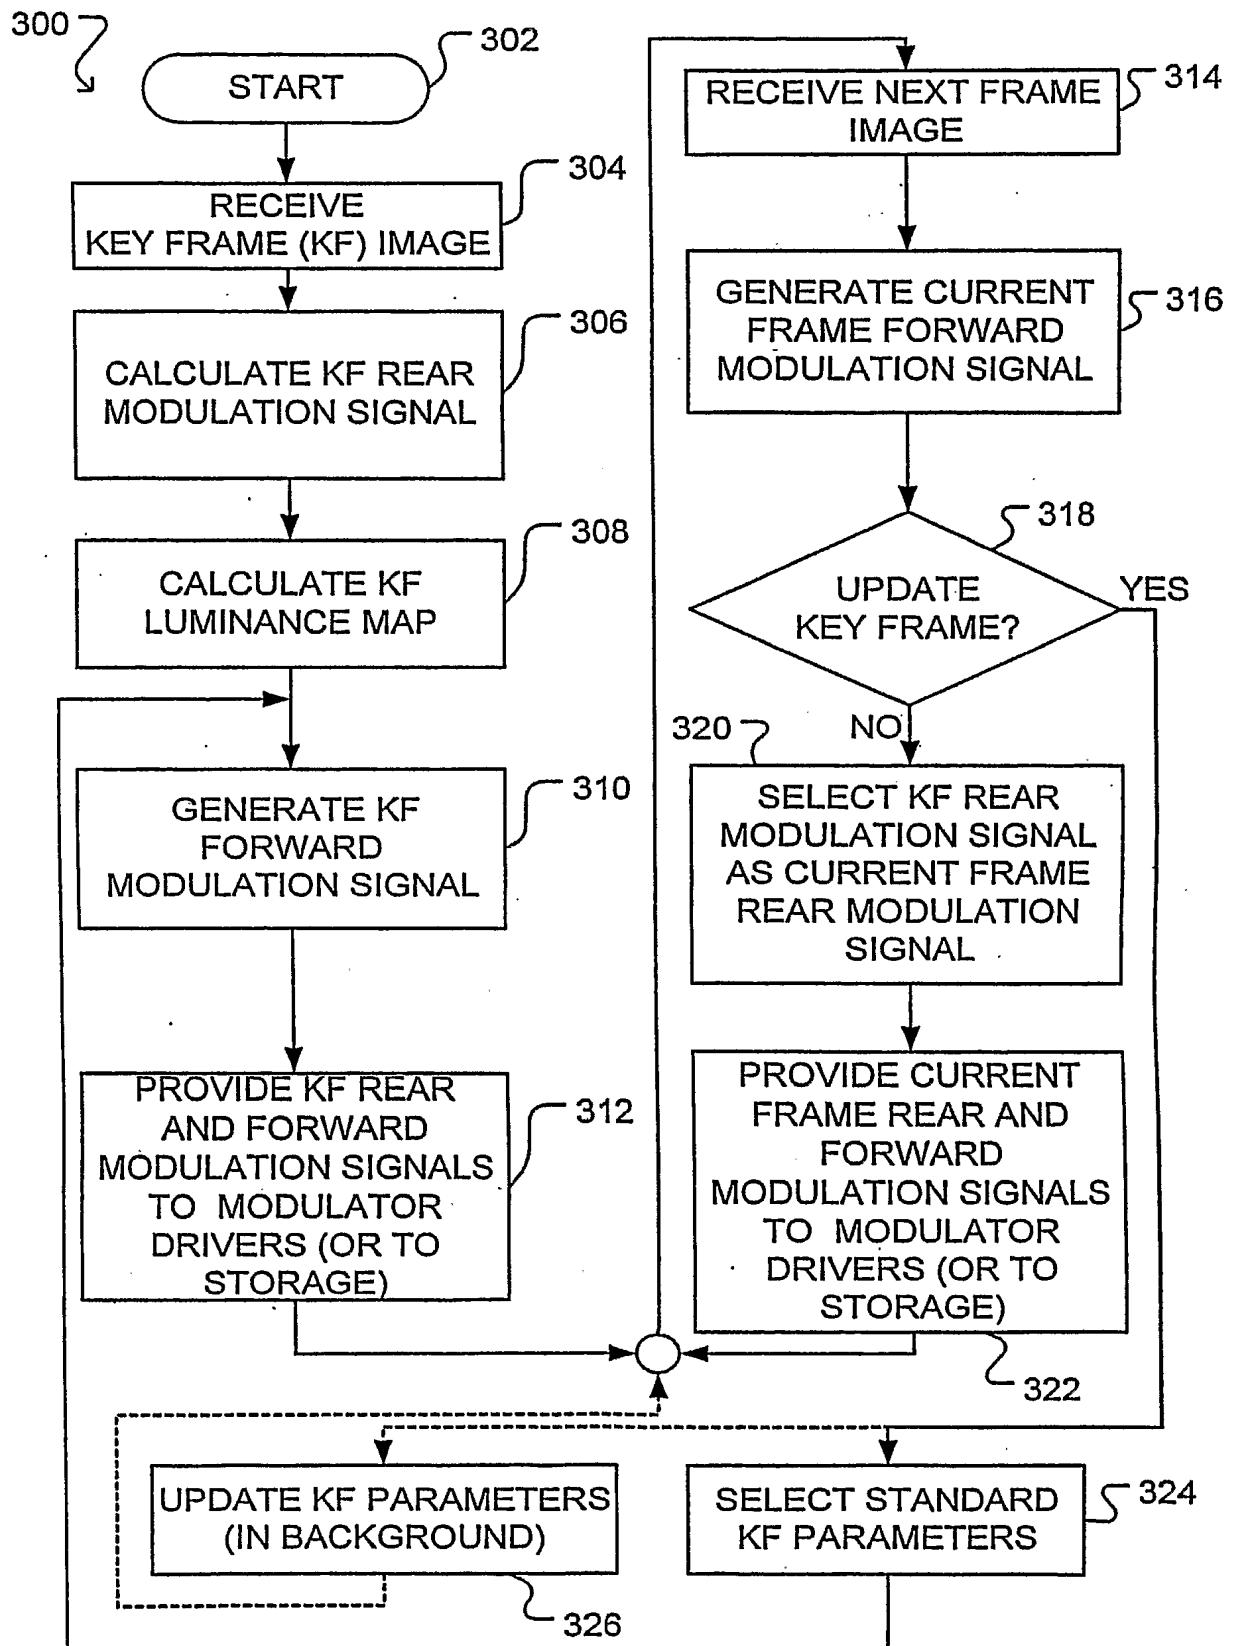 300
START
302
RECEIVE
KEY FRAME (KF) IMAGE
304
CALCULATE KF REAR
MODULATION SIGNAL
306
CALCULATE KF
LUMINANCE MAP
308
GENERATE KF
FORWARD
MODULATION SIGNAL
310
PROVIDE KF REAR
AND FORWARD
MODULATION SIGNALS
TO MODULATOR
DRIVERS (OR TO
STORAGE)
312
RECEIVE NEXT FRAME
IMAGE
314
GENERATE CURRENT
FRAME FORWARD
MODULATION SIGNAL
316
UPDATE
KEY FRAME?
318
YES
NO
320
SELECT KF REAR
MODULATION SIGNAL
AS CURRENT FRAME
REAR MODULATION
SIGNAL
PROVIDE CURRENT
FRAME REAR AND
FORWARD
MODULATION SIGNALS
TO MODULATOR
DRIVERS (OR TO
STORAGE)
322
UPDATE KF PARAMETERS
(IN BACKGROUND)
326
SELECT STANDARD
KF PARAMETERS
324